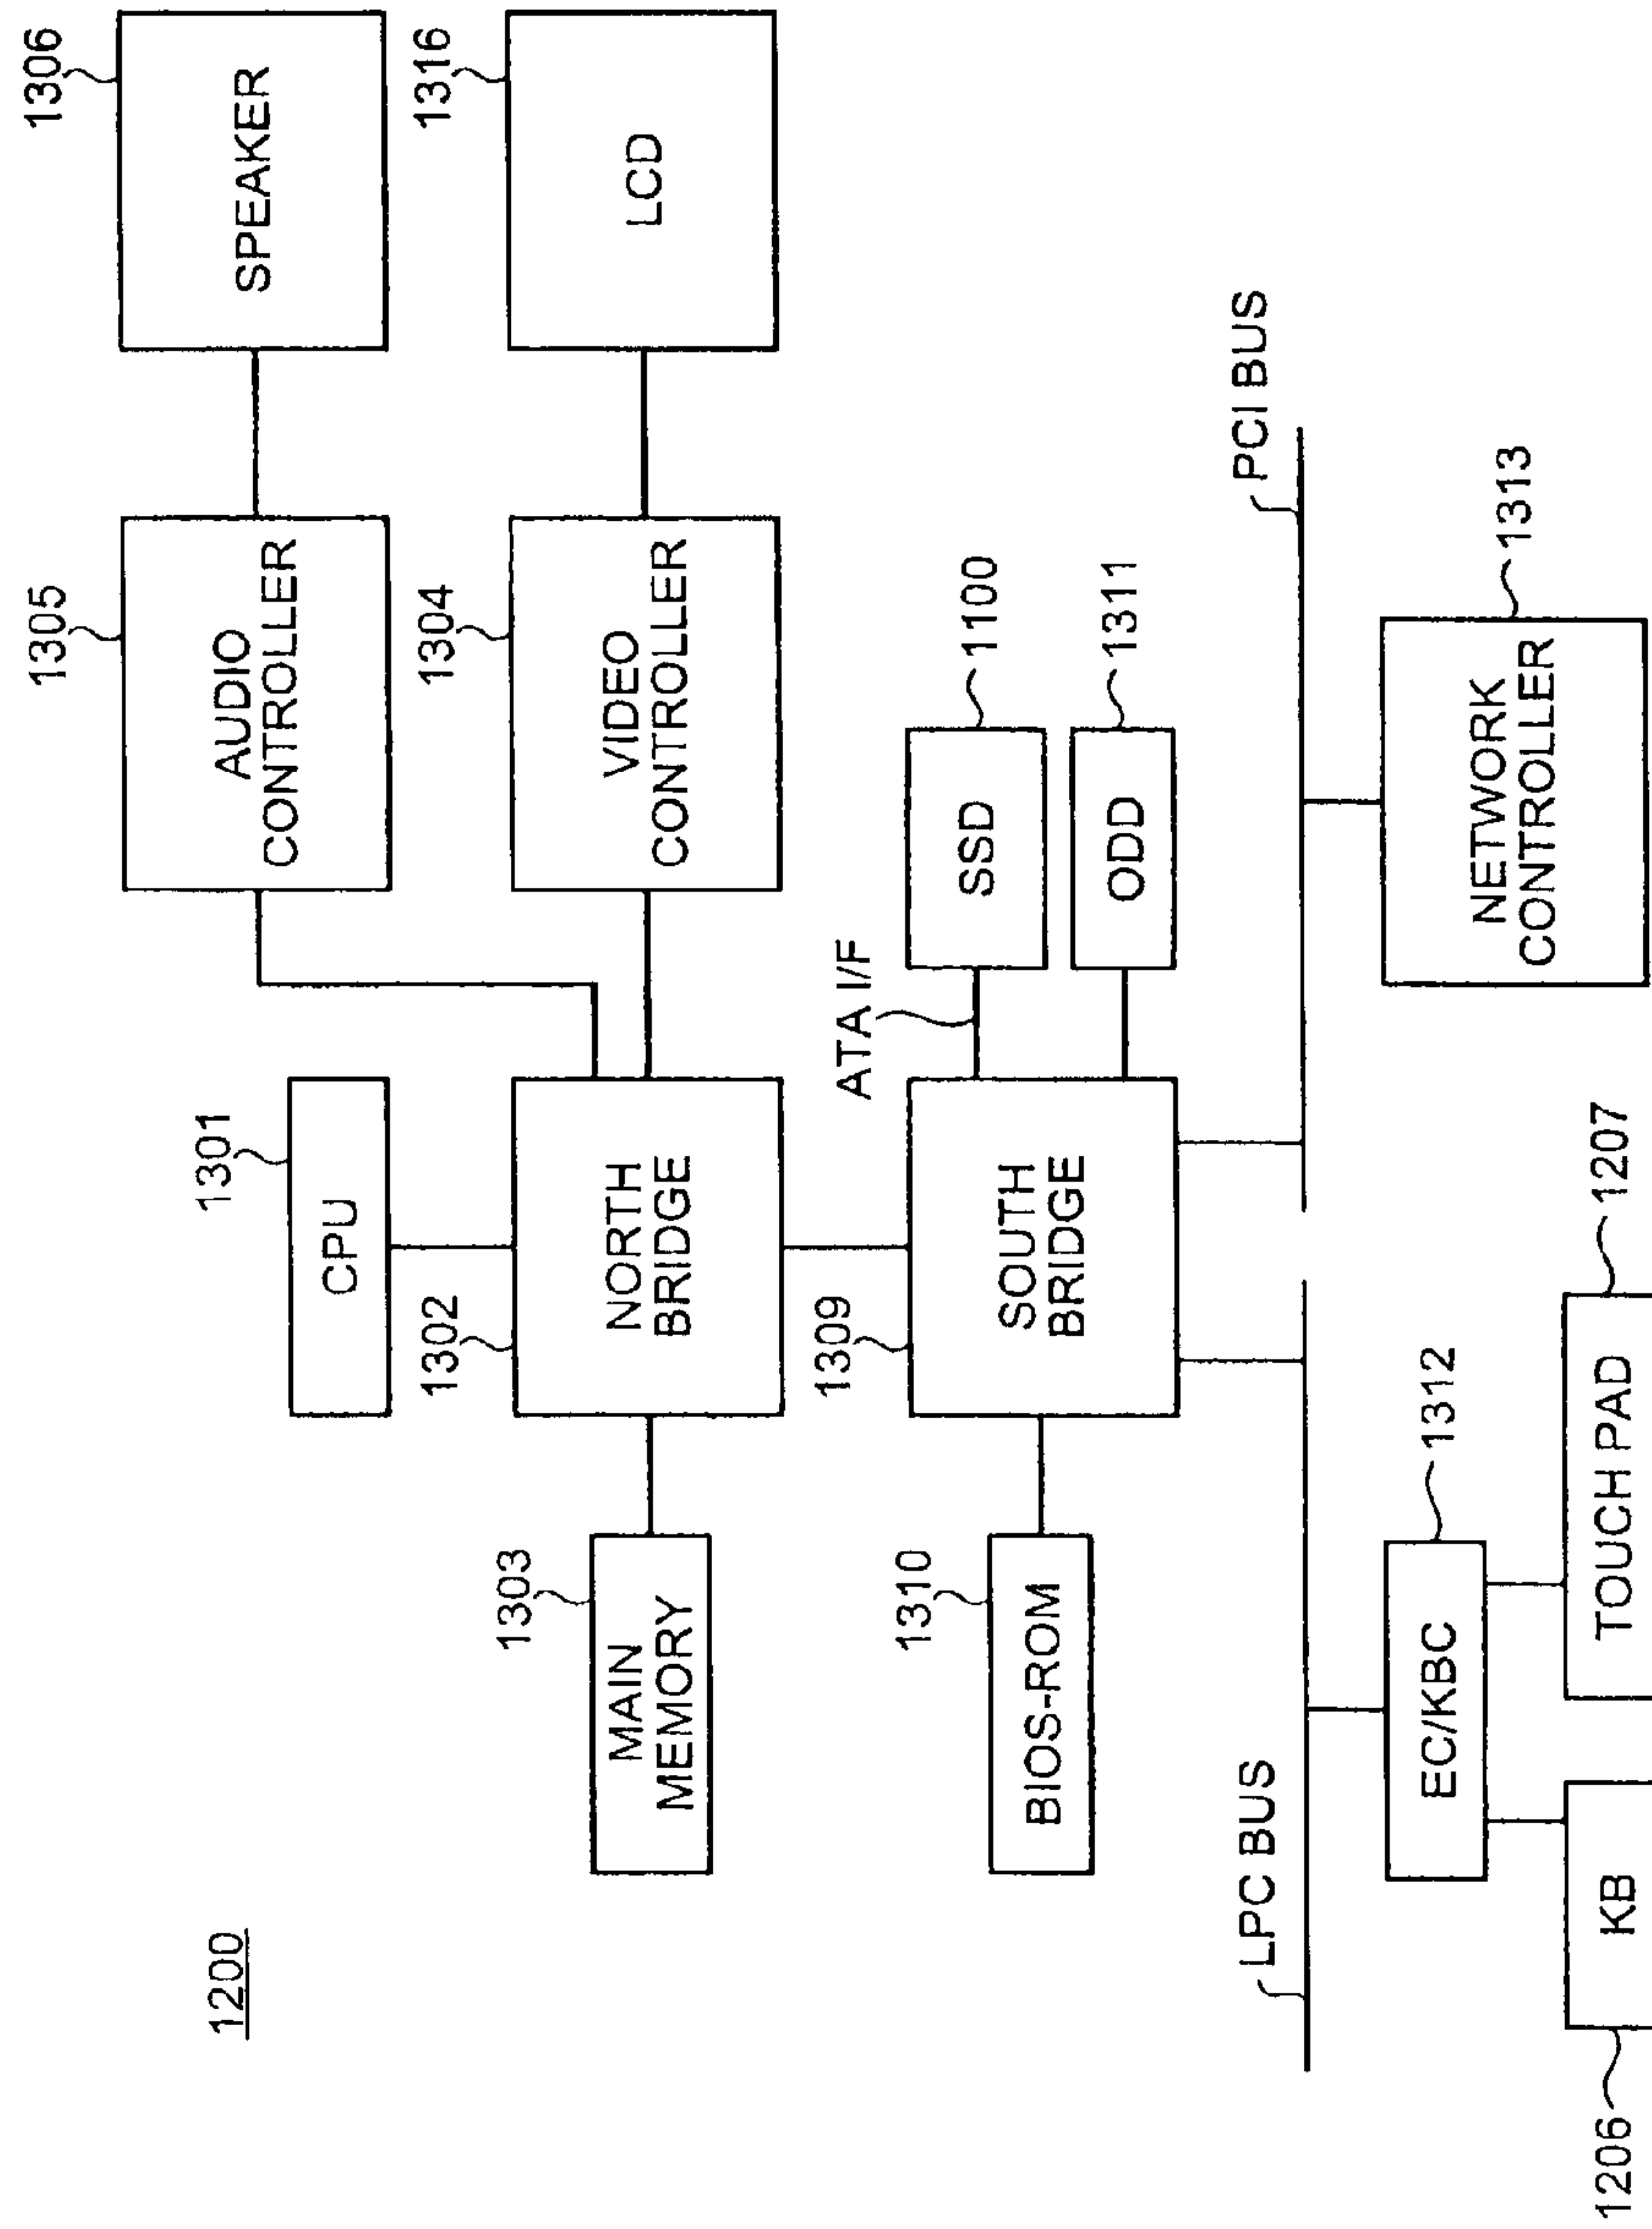 1200
1301
CPU
1305
AUDIO
CONTROLLER
1306
SPEAKER
1303
MAIN
MEMORY
1302
NORTH
BRIDGE
1304
VIDEO
CONTROLLER
1316
LCD
1310
BIOS-ROM
1309
SOUTH
BRIDGE
ATA I/F
SSD
1100
ODD
1311
LPC BUS
PCI BUS
EC/KBC
1312
NETWORK
CONTROLLER
1313
1206
KB
TOUCH PAD
1207